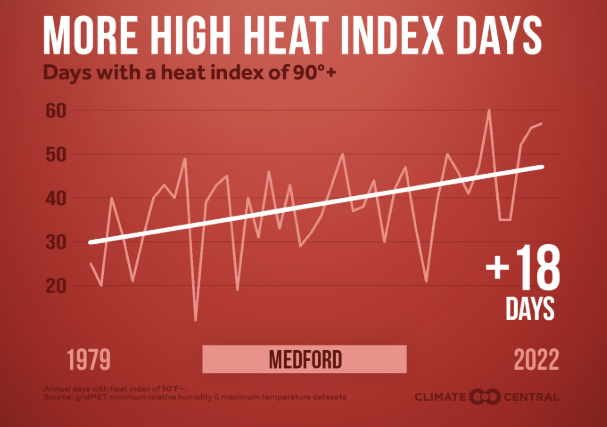 MORE HIGH HEAT INDEX DAYS
Days with a heat index of 90°+
60
50
40
30
20
+18
DAYS
1979
MEDFORD
2022
Annual days with heat index of 90°F+.
Source: gridMET minimum relative humidity & maximum temperature datasets
CLIMATE CENTRAL